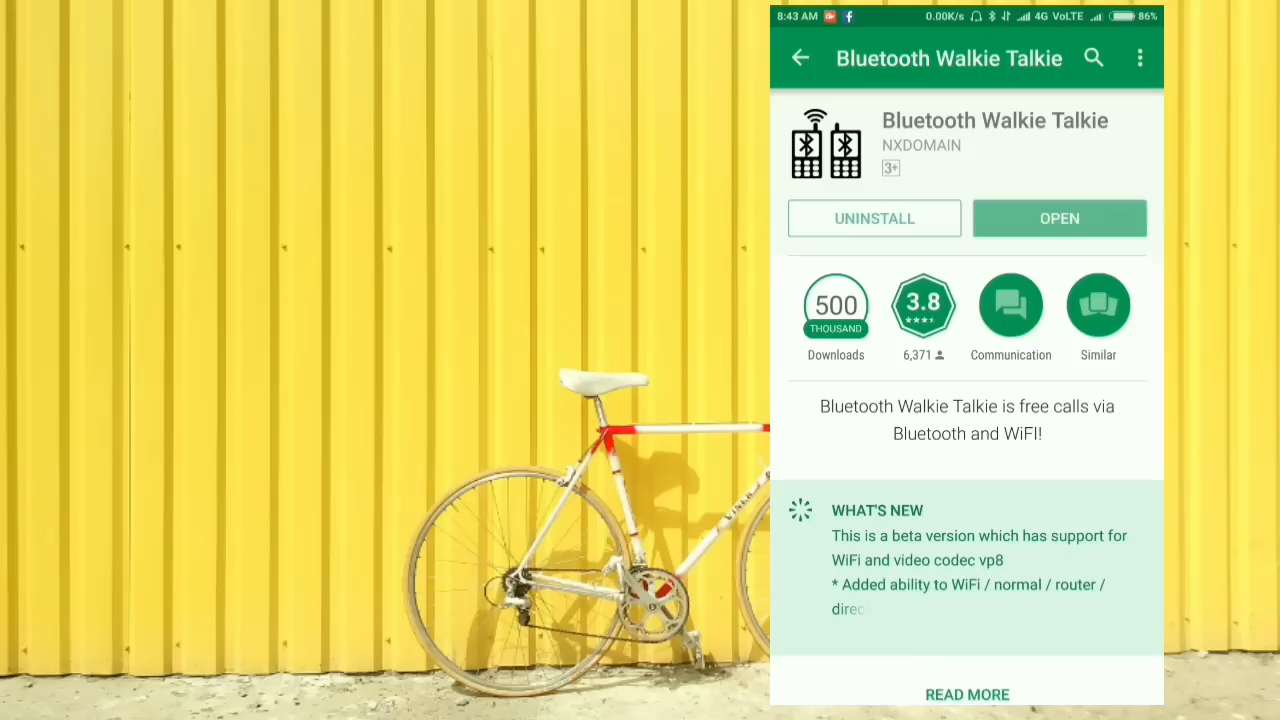 8:43 AM 0.00K/s 4G VoLTE 86%
Bluetooth Walkie Talkie
Bluetooth Walkie Talkie
NXDOMAIN
3+
UNINSTALL OPEN
500 3.8
THOUSAND
Downloads 6,371 Communication Similar
Bluetooth Walkie Talkie is free calls via
Bluetooth and WiFI!
WHAT'S NEW
This is a beta version which has support for
WiFi and video codec vp8
* Added ability to WiFi / normal / router /
direc
READ MORE
VINER